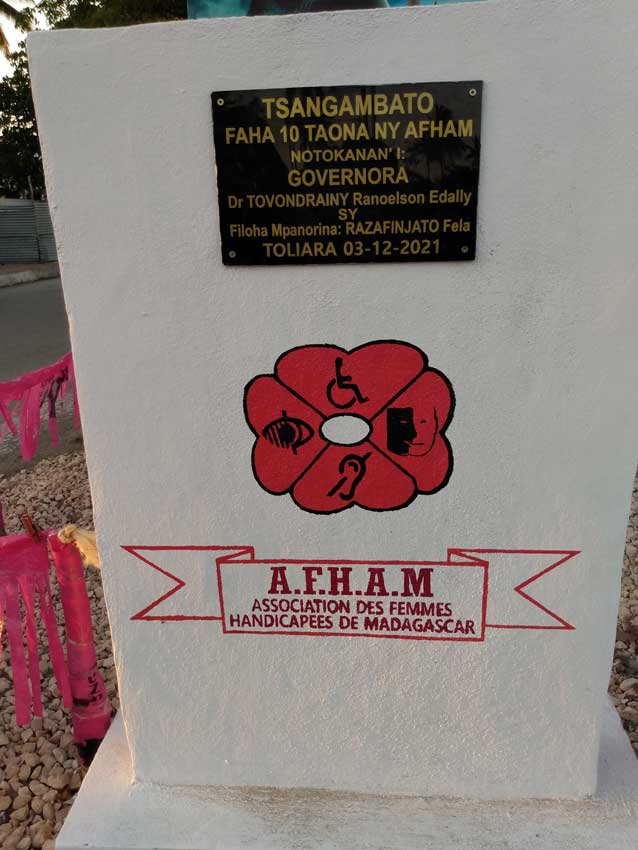 TSANGAMBATO
FAHA 10 TAONA NY AFHAM
NOTOKANAN' I:
GOVERNORA
Dr TOVONDRAINY Ranoelson Edally
SY
Filoha Mpanorina: RAZAFINJATO Fela
TOLIARA 03-12-2021
A.F.H.A.M
ASSOCIATION DES FEMMES
HANDICAPEES DE MADAGASCAR